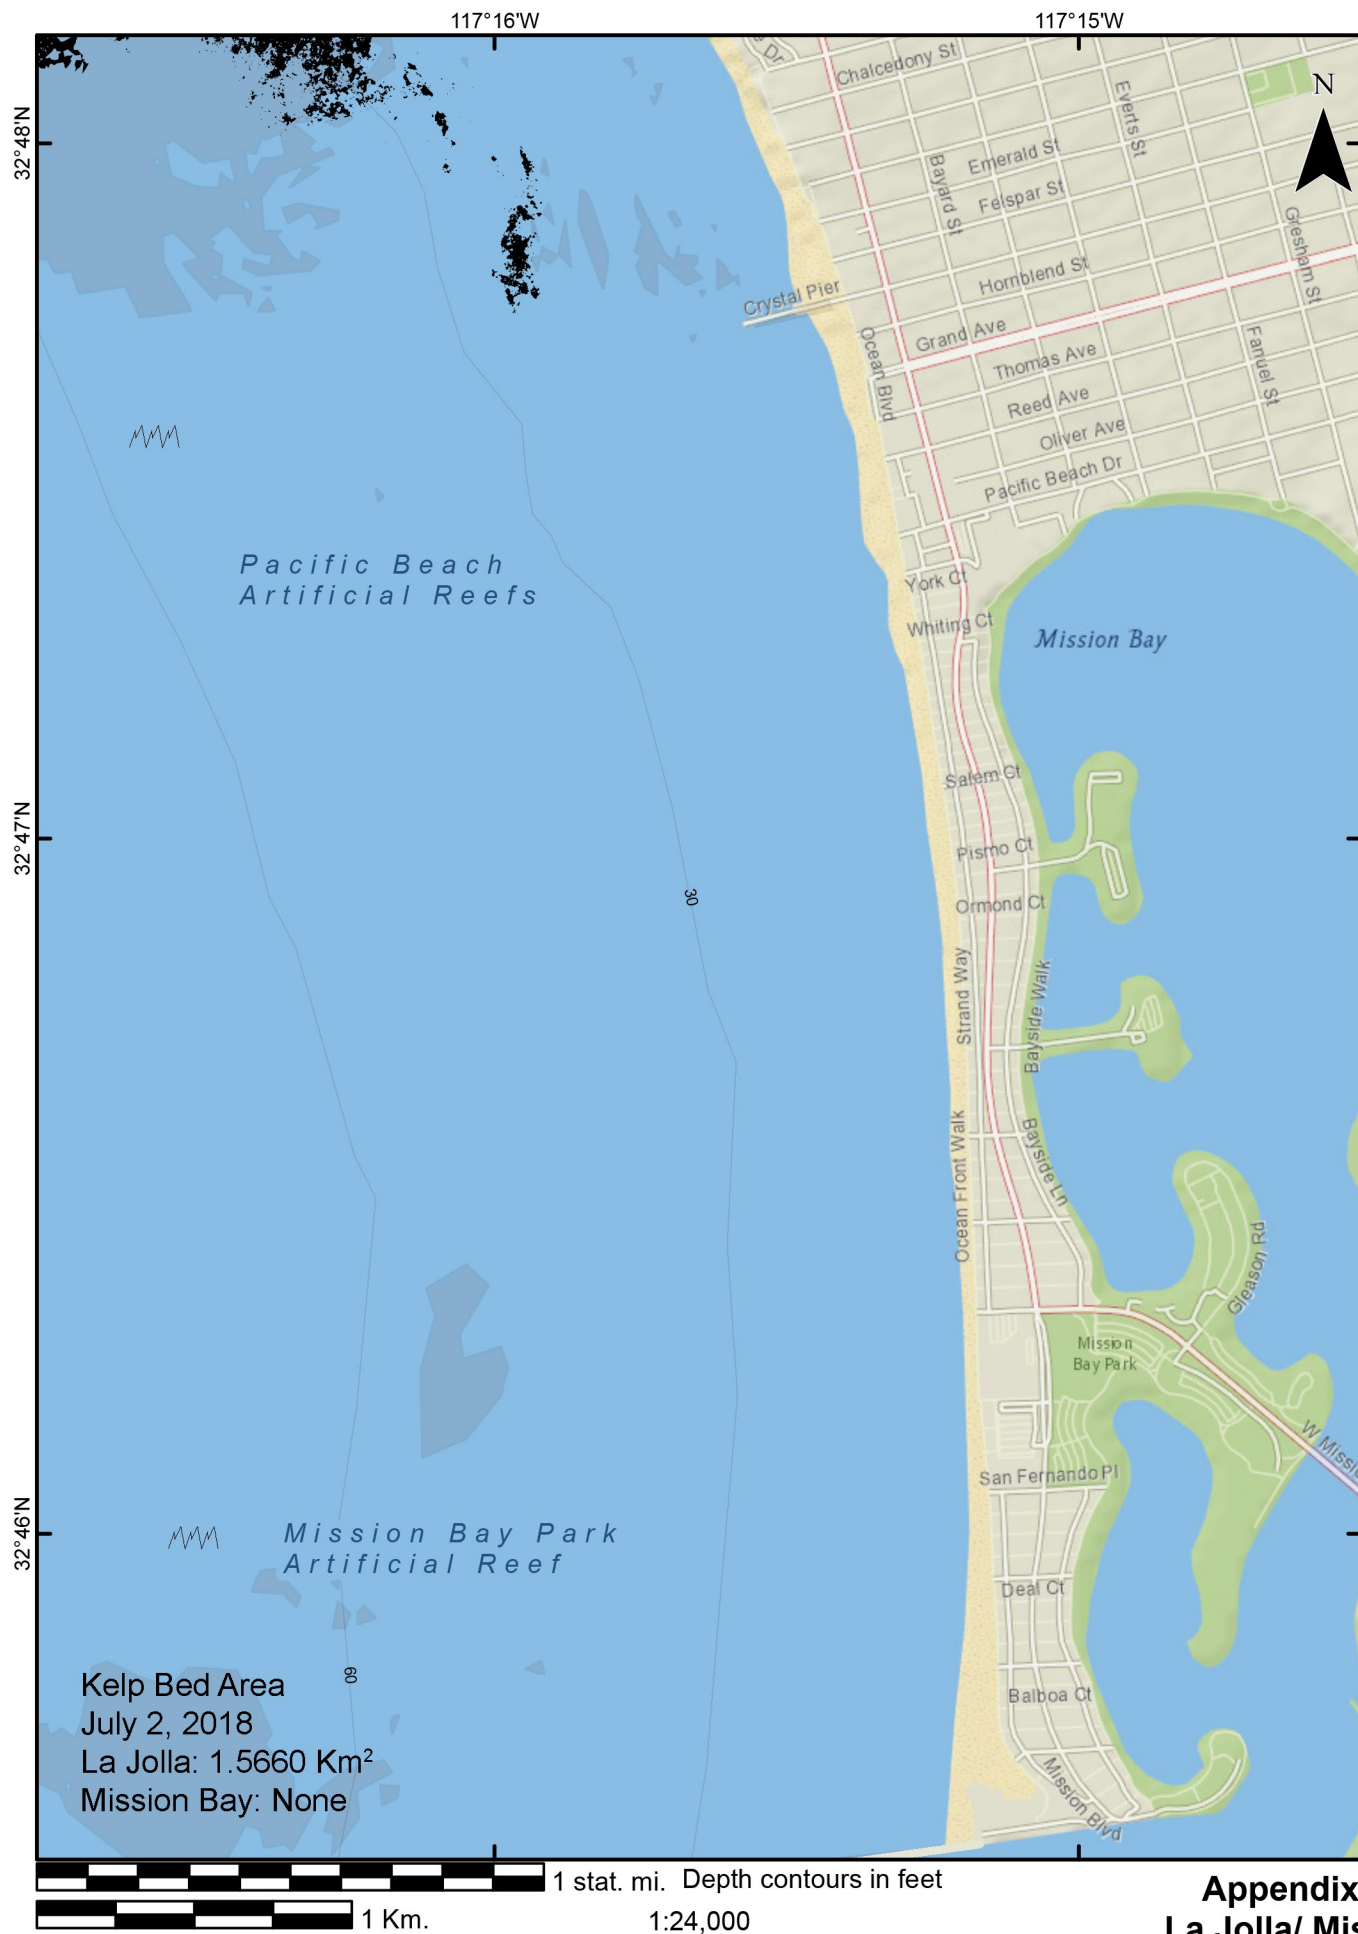 117°16'W
117°15'W
Dr
Chalcedony St
N
Everts St
32°48'N
Emerald St
Bayard St
Felspar St
Gresham St
Hornblend St
Crystal Pier
Grand Ave
Ocean Blvd
Thomas Ave
Fanuel St
Reed Ave
Oliver Ave
Pacific Beach Dr
Pacific Beach
Artificial Reefs
York Ct
Whiting Ct
Mission Bay
Salem Ct
32°47'N
Pismo Ct
30
Ormond Ct
Strand Way
Bayside Walk
Ocean Front Walk
Bayside Ln
Gleason Rd
Mission
Bay Park
W Missi
San Fernando Pl
32°46'N
Mission Bay Park
Artificial Reef
Deal Ct
60
Kelp Bed Area
July 2, 2018
La Jolla: 1.5660 Km²
Mission Bay: None
Balboa Ct
Mission Blvd
1 stat. mi. Depth contours in feet
Appendix
1 Km.
1:24,000
La Jolla/ Mis